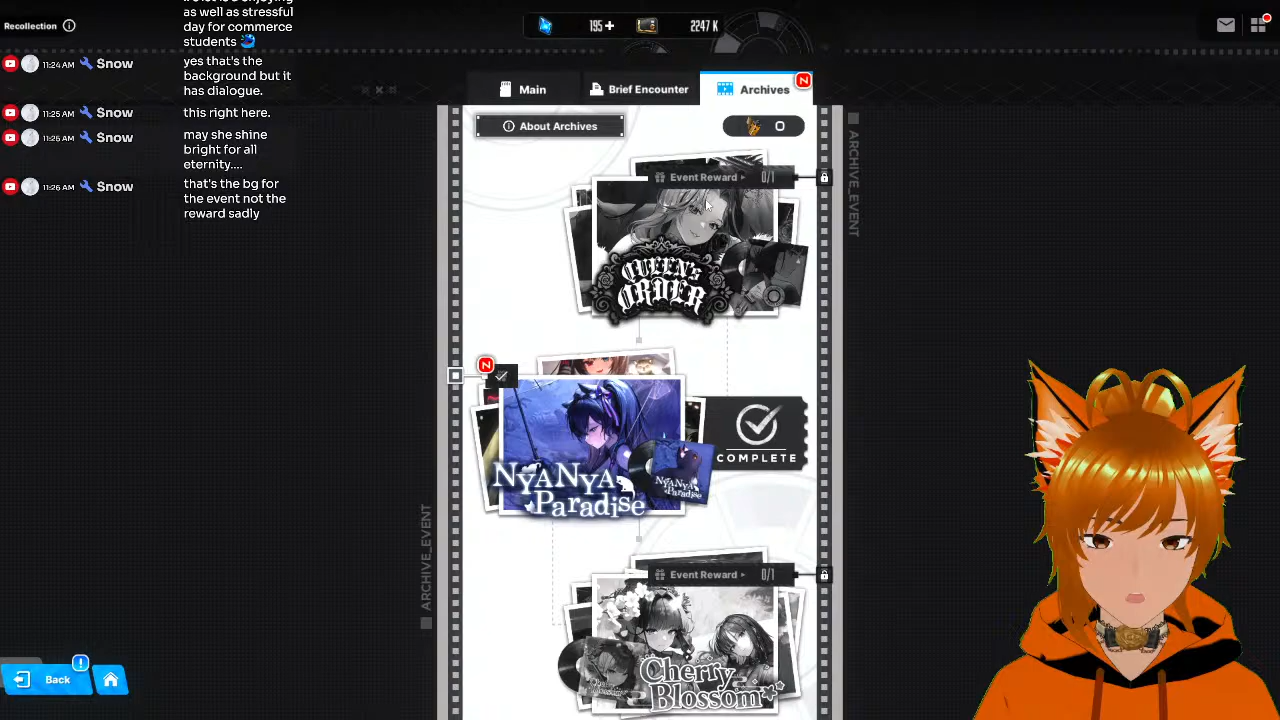 Recollection
195+
2247 K
as well as stressful
day for commerce
students
11:24 AM Snow
yes that's the
background but it
has dialogue.
11:25 AM Snow
this right here.
11:25 AM Snow
may she shine
bright for all
eternity....
11:26 AM Snow
that's the bg for
the event not the
reward sadly
Main
Brief Encounter
Archives
N
About Archives
0
ARCHIVE_EVENT
Event Reward
0/1
QUEEN'S
ORDER
N
NYANYA
Paradise
NYANYA
Paradise
COMPLETE
ARCHIVE_EVENT
Event Reward
0/1
Cherry
Blossom
Back